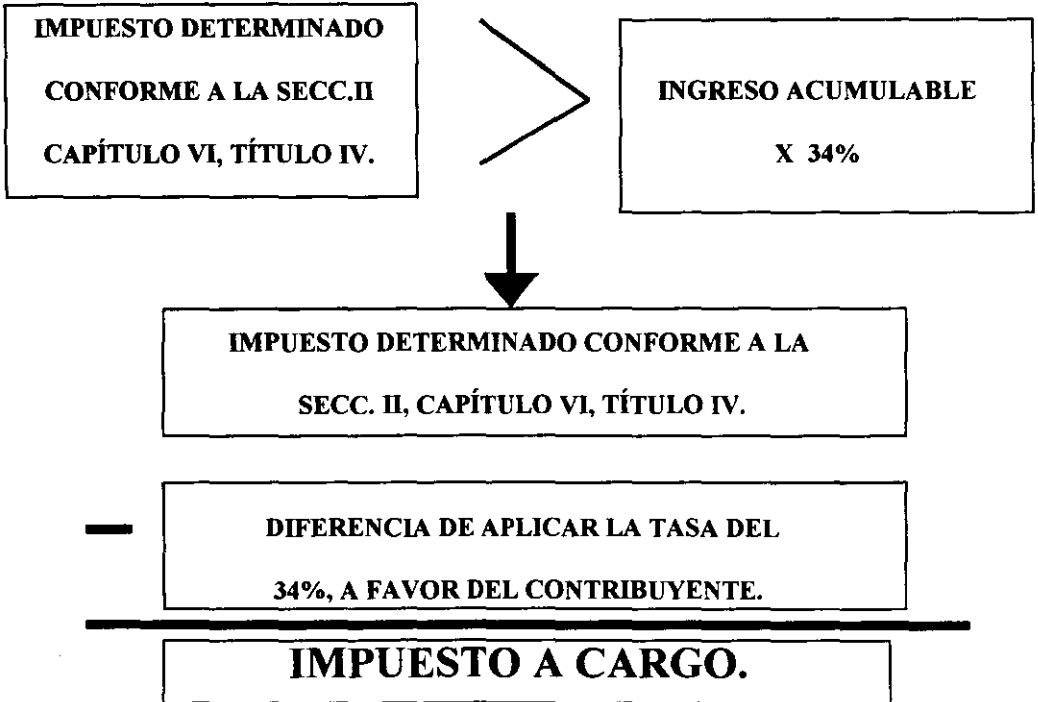 IMPUESTO DETERMINADO
CONFORME A LA SECC.II
CAPÍTULO VI, TÍTULO IV.
>
INGRESO ACUMULABLE
X 34%
IMPUESTO DETERMINADO CONFORME A LA
SECC. II, CAPÍTULO VI, TÍTULO IV.
DIFERENCIA DE APLICAR LA TASA DEL
34%, A FAVOR DEL CONTRIBUYENTE.
IMPUESTO A CARGO.